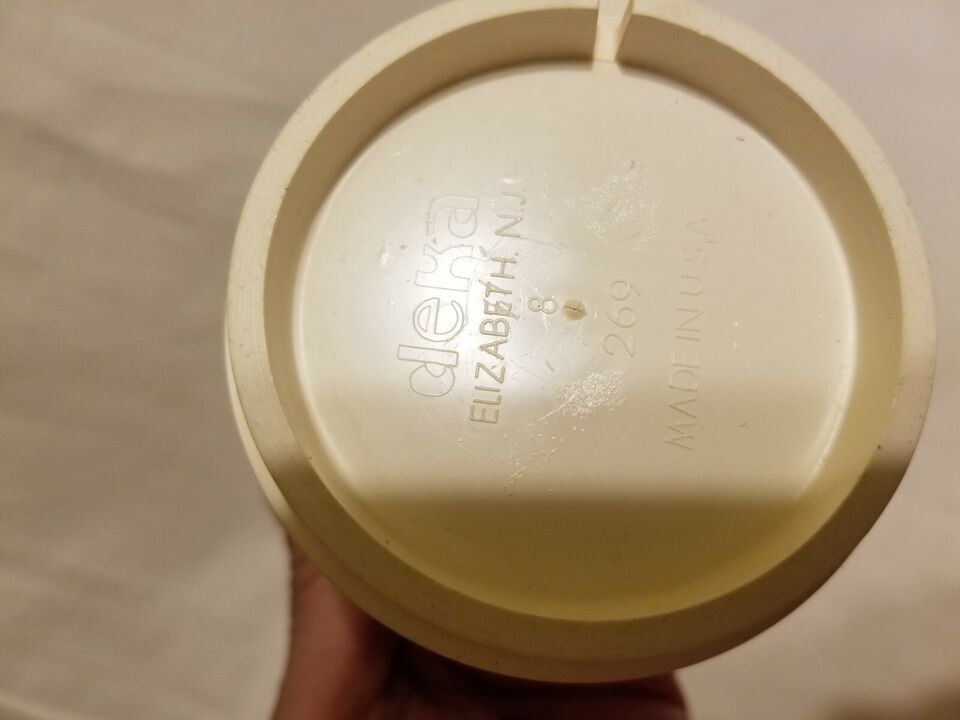 deka
ELIZABETH. N.J.
8
269
MADE IN U.S.A